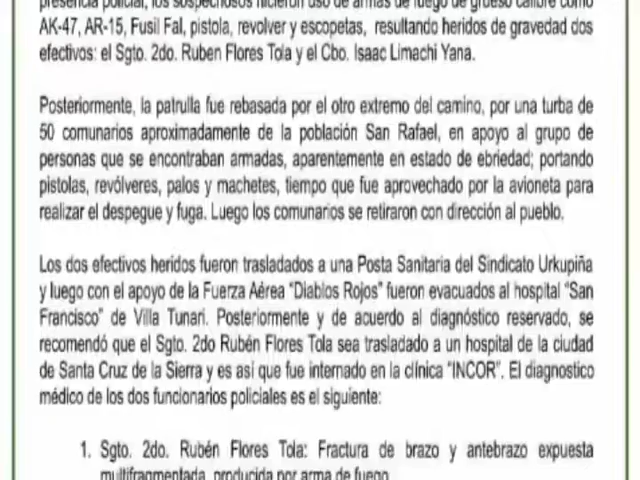 presencia policial, los sospechosos hicieron uso de armas de fuego de grueso calibre como
AK-47, AR-15, Fusil Fal, pistola, revolver y escopetas, resultando heridos de gravedad dos
efectivos: el Sgto. 2do. Ruben Flores Tola y el Cbo. Isaac Limachi Yana.
Posteriormente, la patrulla fue rebasada por el otro extremo del camino, por una turba de
50 comunarios aproximadamente de la población San Rafael, en apoyo al grupo de
personas que se encontraban armadas, aparentemente en estado de ebriedad; portando
pistolas, revólveres, palos y machetes, tiempo que fue aprovechado por la avioneta para
realizar el despegue y fuga. Luego los comunarios se retiraron con dirección al pueblo.
Los dos efectivos heridos fueron trasladados a una Posta Sanitaria del Sindicato Urkupiña
y luego con el apoyo de la Fuerza Aérea "Diablos Rojos" fueron evacuados al hospital "San
Francisco" de Villa Tunari. Posteriormente y de acuerdo al diagnóstico reservado, se
recomendó que el Sgto. 2do Rubén Flores Tola sea trasladado a un hospital de la ciudad
de Santa Cruz de la Sierra y es así que fue internado en la clínica "INCOR". El diagnostico
médico de los dos funcionarios policiales es el siguiente:
1. Sgto. 2do. Rubén Flores Tola: Fractura de brazo y antebrazo expuesta
multifragmentada, producida por arma de fuego